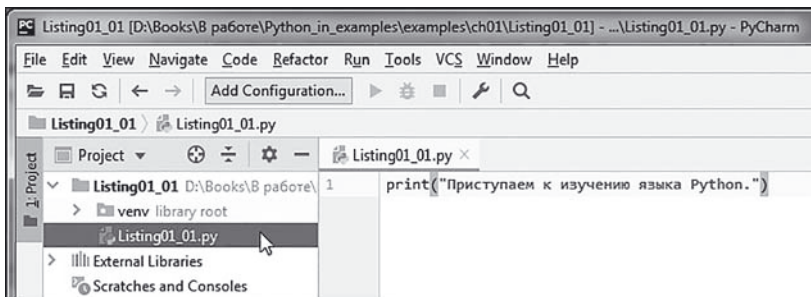 PC Listing01_01 [D:\Books\В работе\Python_in_examples\examples\ch01\Listing01_01] - ...\Listing01_01.py - PyCharm
File Edit View Navigate Code Refactor Run Tools VCS Window Help
Add Configuration...
Listing01_01 Listing01_01.py
1: Project
Project
Listing01_01.py
Listing01_01 D:\Books\В работе\
1 print("Приступаем к изучению языка Python.")
venv library root
Listing01_01.py
External Libraries
Scratches and Consoles